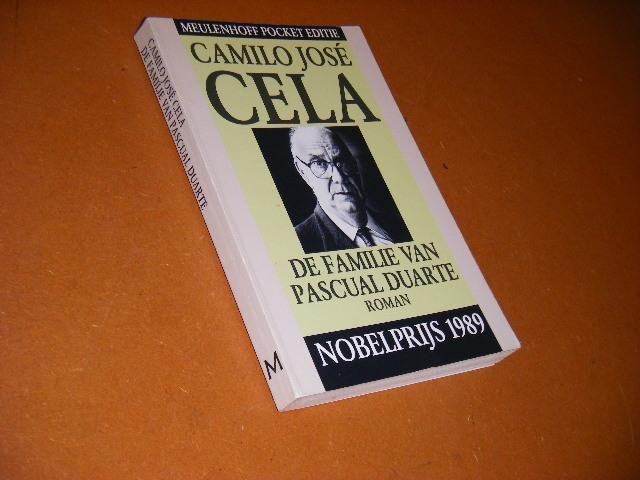 MEULENHOFF POCKET EDITIE
CAMILO JOSÉ
CELA
DE FAMILIE VAN
PASCUAL DUARTE
ROMAN
NOBELPRIJS 1989
CAMILO JOSÉ CELA
DE FAMILIE VAN PASCUAL DUARTE
M